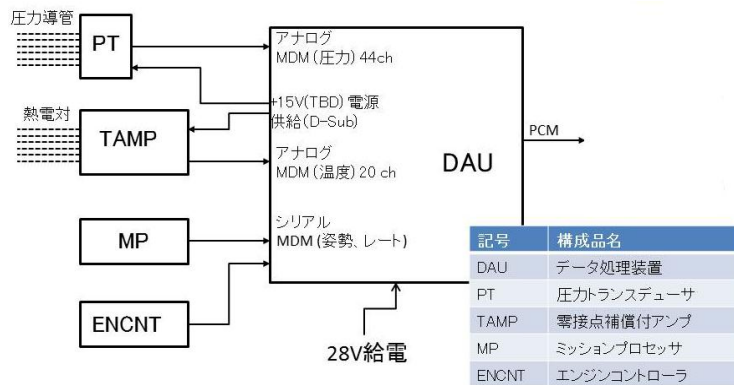 圧力導管
PT
アナログ
MDM (圧力) 44ch
+15V(TBD) 電源
供給(D-Sub)
熱電対
TAMP
アナログ
MDM (温度) 20 ch
DAU
PCM
MP
シリアル
MDM (姿勢、レート)
ENCNT
28V給電
記号 構成品名
DAU データ処理装置
PT 圧力トランスデューサ
TAMP 零接点補償付アンプ
MP ミッションプロセッサ
ENCNT エンジンコントローラ